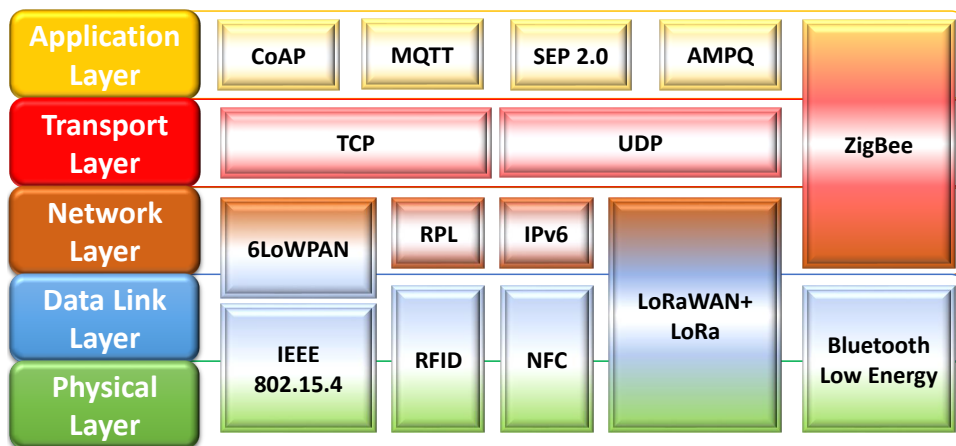 Application
Layer
CoAP
MQTT
SEP 2.0
AMPQ
ZigBee
Transport
Layer
TCP
UDP
Network
Layer
6LoWPAN
RPL
IPv6
LoRaWAN+
LoRa
Data Link
Layer
IEEE
802.15.4
RFID
NFC
Bluetooth
Low Energy
Physical
Layer